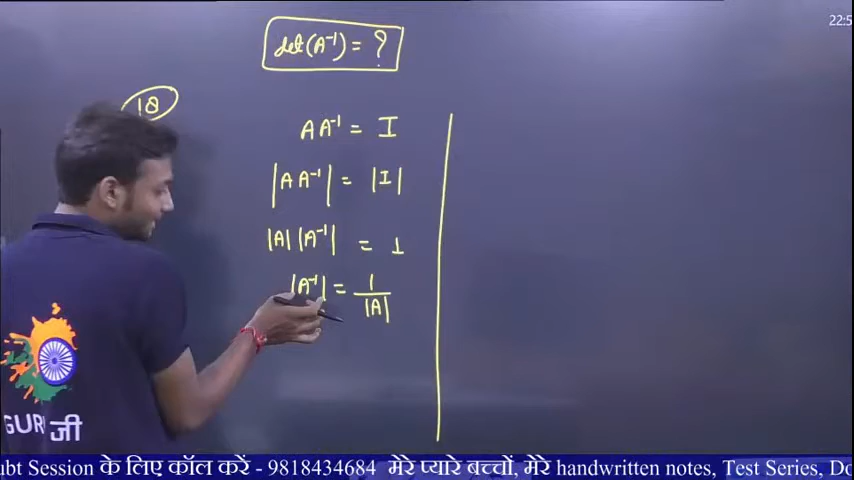 22:5
det(A⁻¹) = ?
18
AA⁻¹ = I
|AA⁻¹| = |I|
|A||A⁻¹| = 1
|A⁻¹| = 1/|A|
GURU जी
ubt Session के लिए कॉल करें - 9818434684 मेरे प्यारे बच्चों, मेरे handwritten notes, Test Series, Do